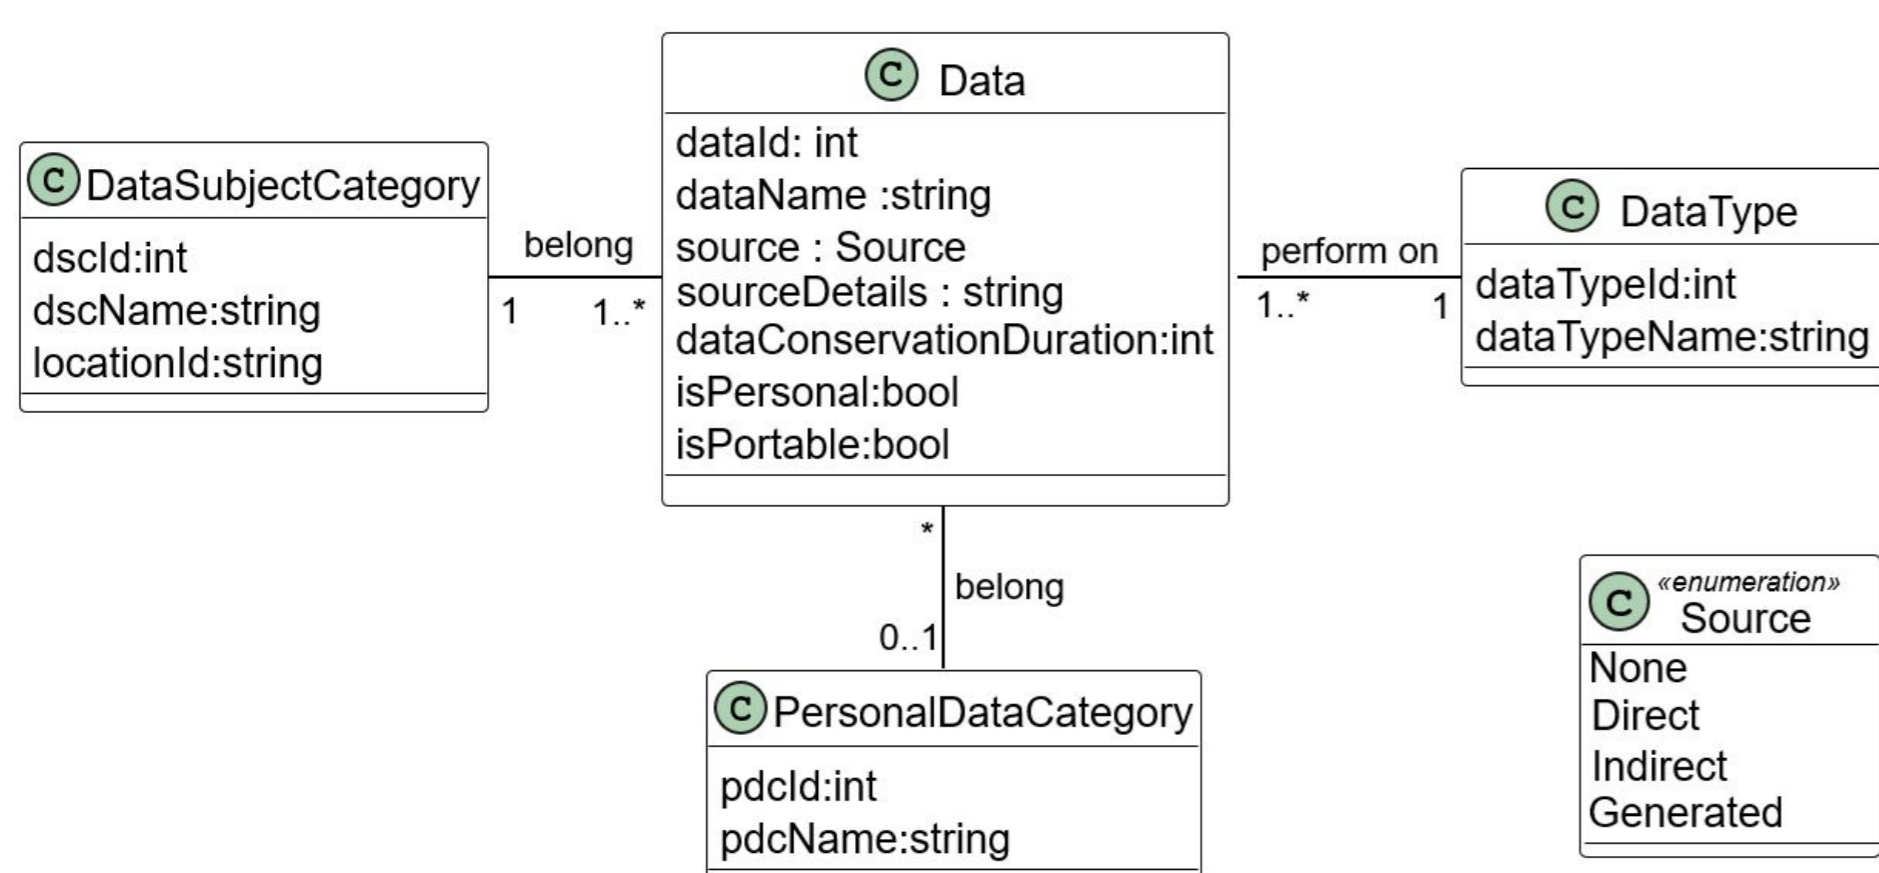 C DataSubjectCategory
dscId:int
dscName:string
locationId:string
belong
1 1..*
C Data
dataId: int
dataName :string
source : Source
sourceDetails : string
dataConservationDuration:int
isPersonal:bool
isPortable:bool
perform on
1..* 1
C DataType
dataTypeId:int
dataTypeName:string
*
belong
0..1
C PersonalDataCategory
pdcId:int
pdcName:string
C «enumeration»
Source
None
Direct
Indirect
Generated